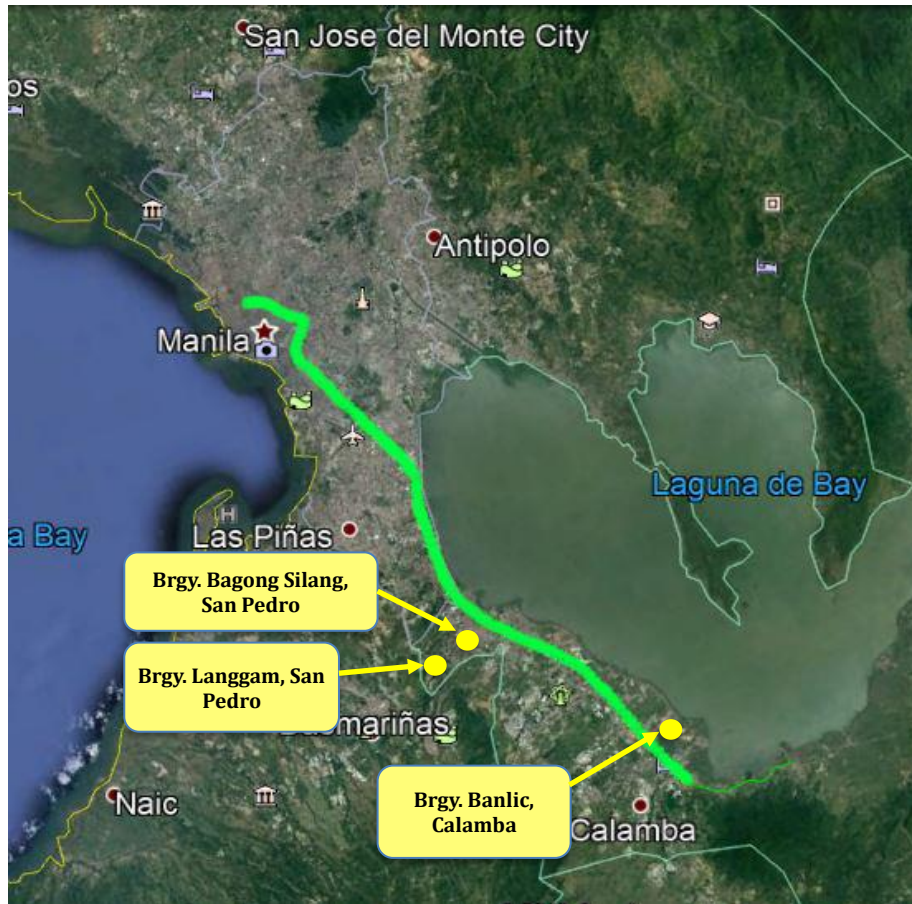 San Jose del Monte City
os
Antipolo
Manila
Laguna de Bay
H
Las Piñas
a Bay
Brgy. Bagong Silang,
San Pedro
Brgy. Langgam, San
Pedro
Dasmariñas
Naic
Brgy. Banlic,
Calamba
Calamba